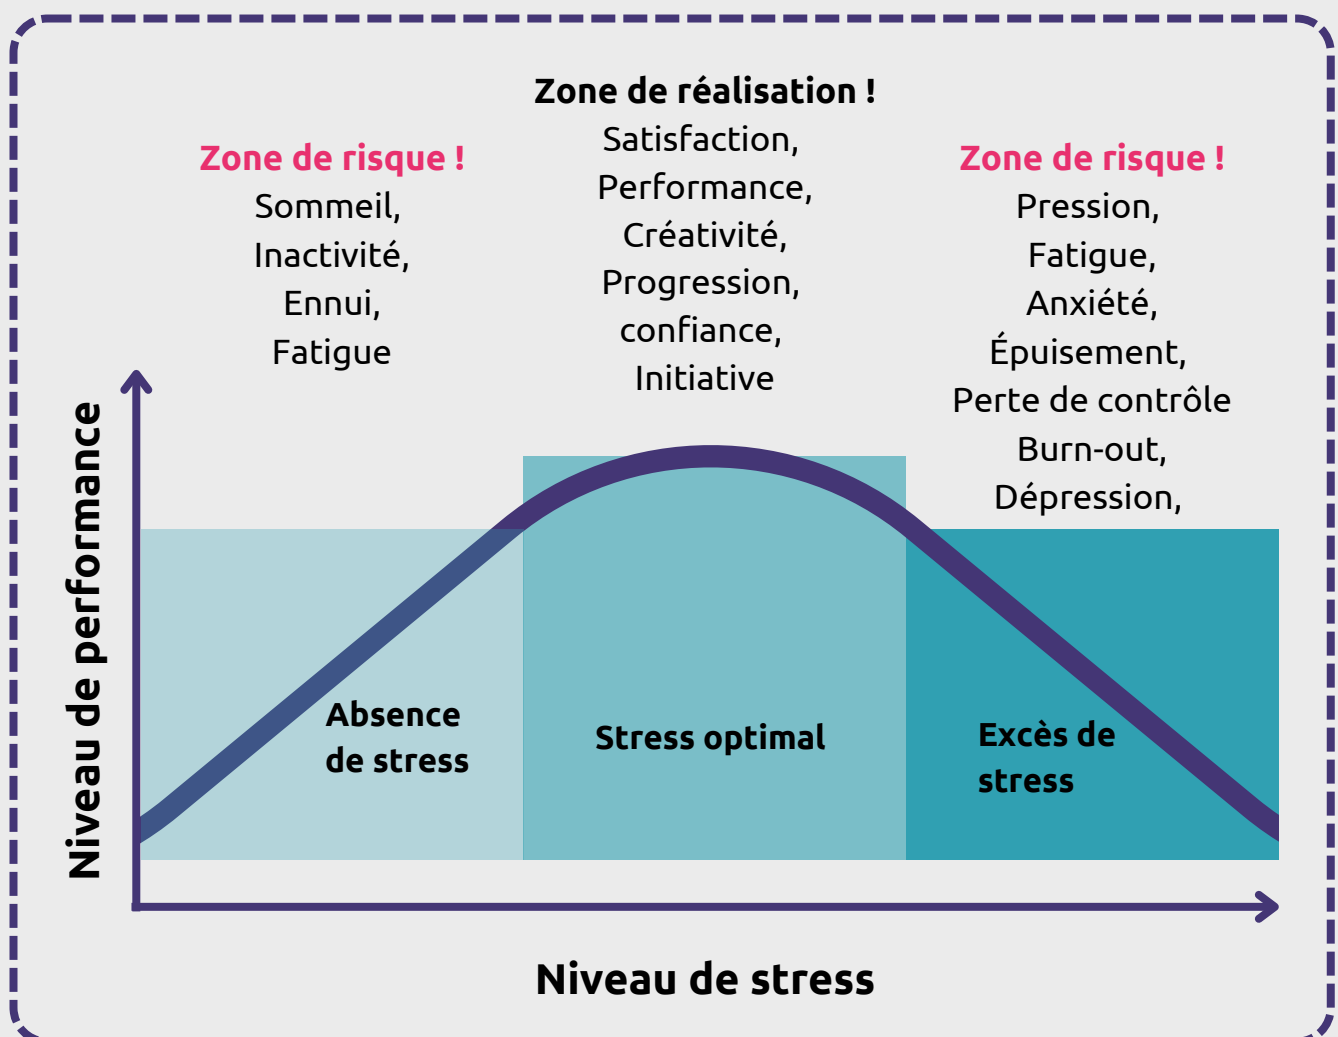 Zone de risque !
Sommeil,
Inactivité,
Ennui,
Fatigue
Zone de réalisation !
Satisfaction,
Performance,
Créativité,
Progression,
confiance,
Initiative
Zone de risque !
Pression,
Fatigue,
Anxiété,
Épuisement,
Perte de contrôle
Burn-out,
Dépression,
Niveau de performance
Absence
de stress
Stress optimal
Excès de
stress
Niveau de stress